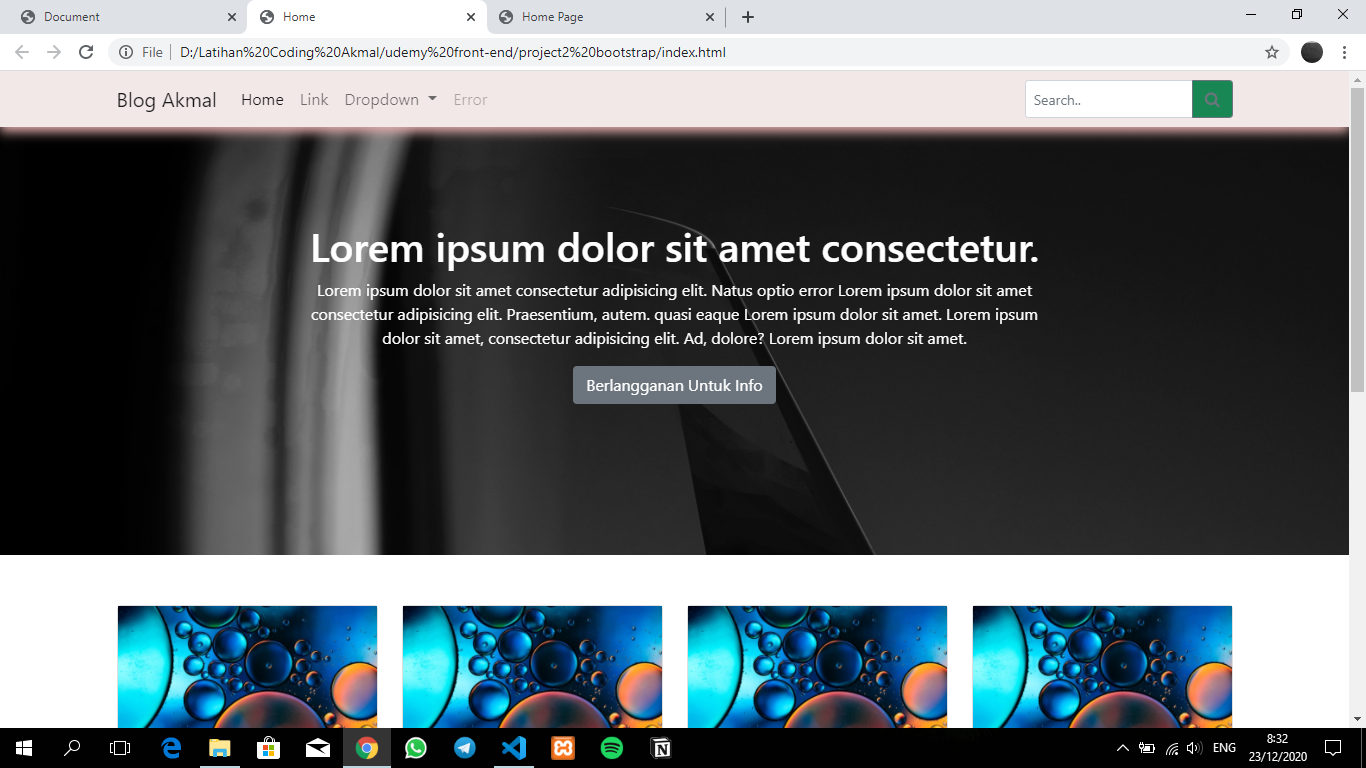 Document
Home
Home Page
File
D:/Latihan%20Coding%20Akmal/udemy%20front-end/project2%20bootstrap/index.html
Blog Akmal
Home
Link
Dropdown
Error
Search..
Lorem ipsum dolor sit amet consectetur.
Lorem ipsum dolor sit amet consectetur adipisicing elit. Natus optio error Lorem ipsum dolor sit amet
consectetur adipisicing elit. Praesentium, autem. quasi eaque Lorem ipsum dolor sit amet. Lorem ipsum
dolor sit amet, consectetur adipisicing elit. Ad, dolore? Lorem ipsum dolor sit amet.
Berlangganan Untuk Info
ENG
8:32
23/12/2020